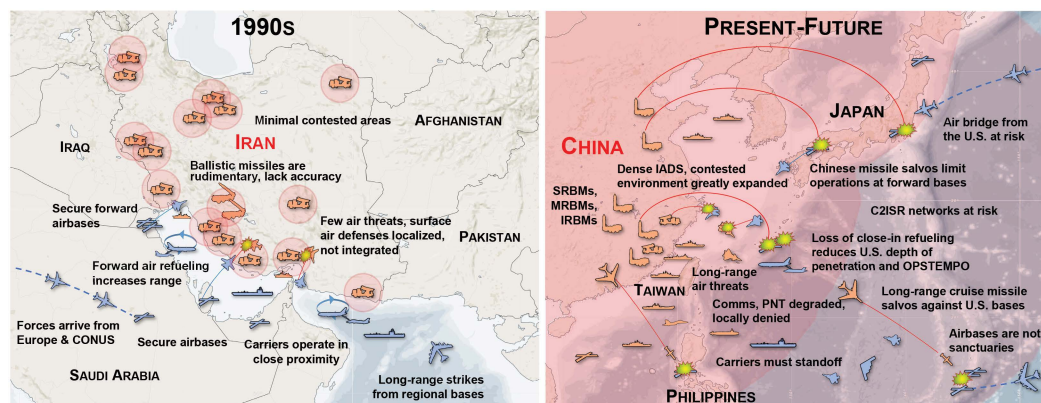 1990s
Minimal contested areas
AFGHANISTAN
IRAQ
IRAN
Ballistic missiles are
rudimentary, lack accuracy
Secure forward
airbases
Few air threats, surface
air defenses localized,
not integrated
PAKISTAN
Forward air refueling
increases range
Forces arrive from
Europe & CONUS
Secure airbases
Carriers operate in
close proximity
SAUDI ARABIA
Long-range strikes
from regional bases
PRESENT-FUTURE
JAPAN
Air bridge from
the U.S. at risk
CHINA
Dense IADS, contested
environment greatly expanded
Chinese missile salvos limit
operations at forward bases
SRBMs,
MRBMs,
IRBMs
C2ISR networks at risk
Loss of close-in refueling
reduces U.S. depth of
penetration and OPSTEMPO
Long-range
air threats
TAIWAN
Comms, PNT degraded,
locally denied
Long-range cruise missile
salvos against U.S. bases
Airbases are not
sanctuaries
Carriers must standoff
PHILIPPINES